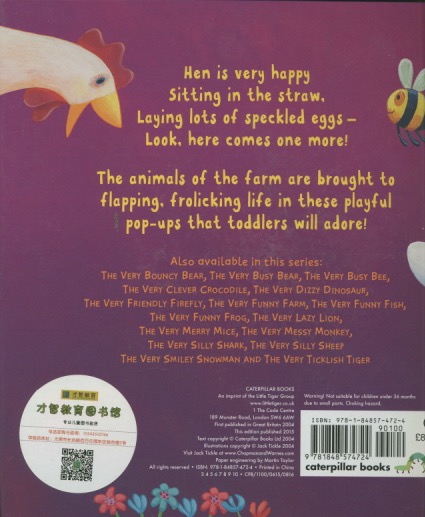 Hen is very happy
Sitting in the straw,
Laying lots of speckled eggs –
Look, here comes one more!
The animals of the farm are brought to
flapping, frolicking life in these playful
pop-ups that toddlers will adore!
Also available in this series:
The Very Bouncy Bear, The Very Busy Bear, The Very Busy Bee,
The Very Clever Crocodile, The Very Dizzy Dinosaur,
The Very Friendly Firefly, The Very Funny Farm, The Very Funny Fish,
The Very Funny Frog, The Very Lazy Lion,
The Very Merry Mice, The Very Messy Monkey,
The Very Silly Shark, The Very Silly Sheep
The Very Smiley Snowman and The Very Ticklish Tiger
才智教育
才智教育图书馆
专业儿童图书租赁
CATERPILLAR BOOKS
An imprint of the Little Tiger Group
www.littletiger.co.uk
1 The Coda Centre
189 Munster Road, London SW6 6AW
First published in Great Britain 2004
This edition published 2015
Text copyright © Caterpillar Books Ltd 2004
Illustrations copyright © Jack Tickle 2004
Visit Jack Tickle at www.ChapmanandWarnes.com
Paper engineering by Martin Taylor
All rights reserved • ISBN: 978-1-84857-472-4 • Printed in China
2 4 6 5 7 8 9 10 • CPB/1100/0615/0816
Warning! Not suitable for children under 36 months
due to small parts. Choking hazard.
ISBN: 978-1-84857-472-4
90100
9 781848 574724
£8
caterpillar books